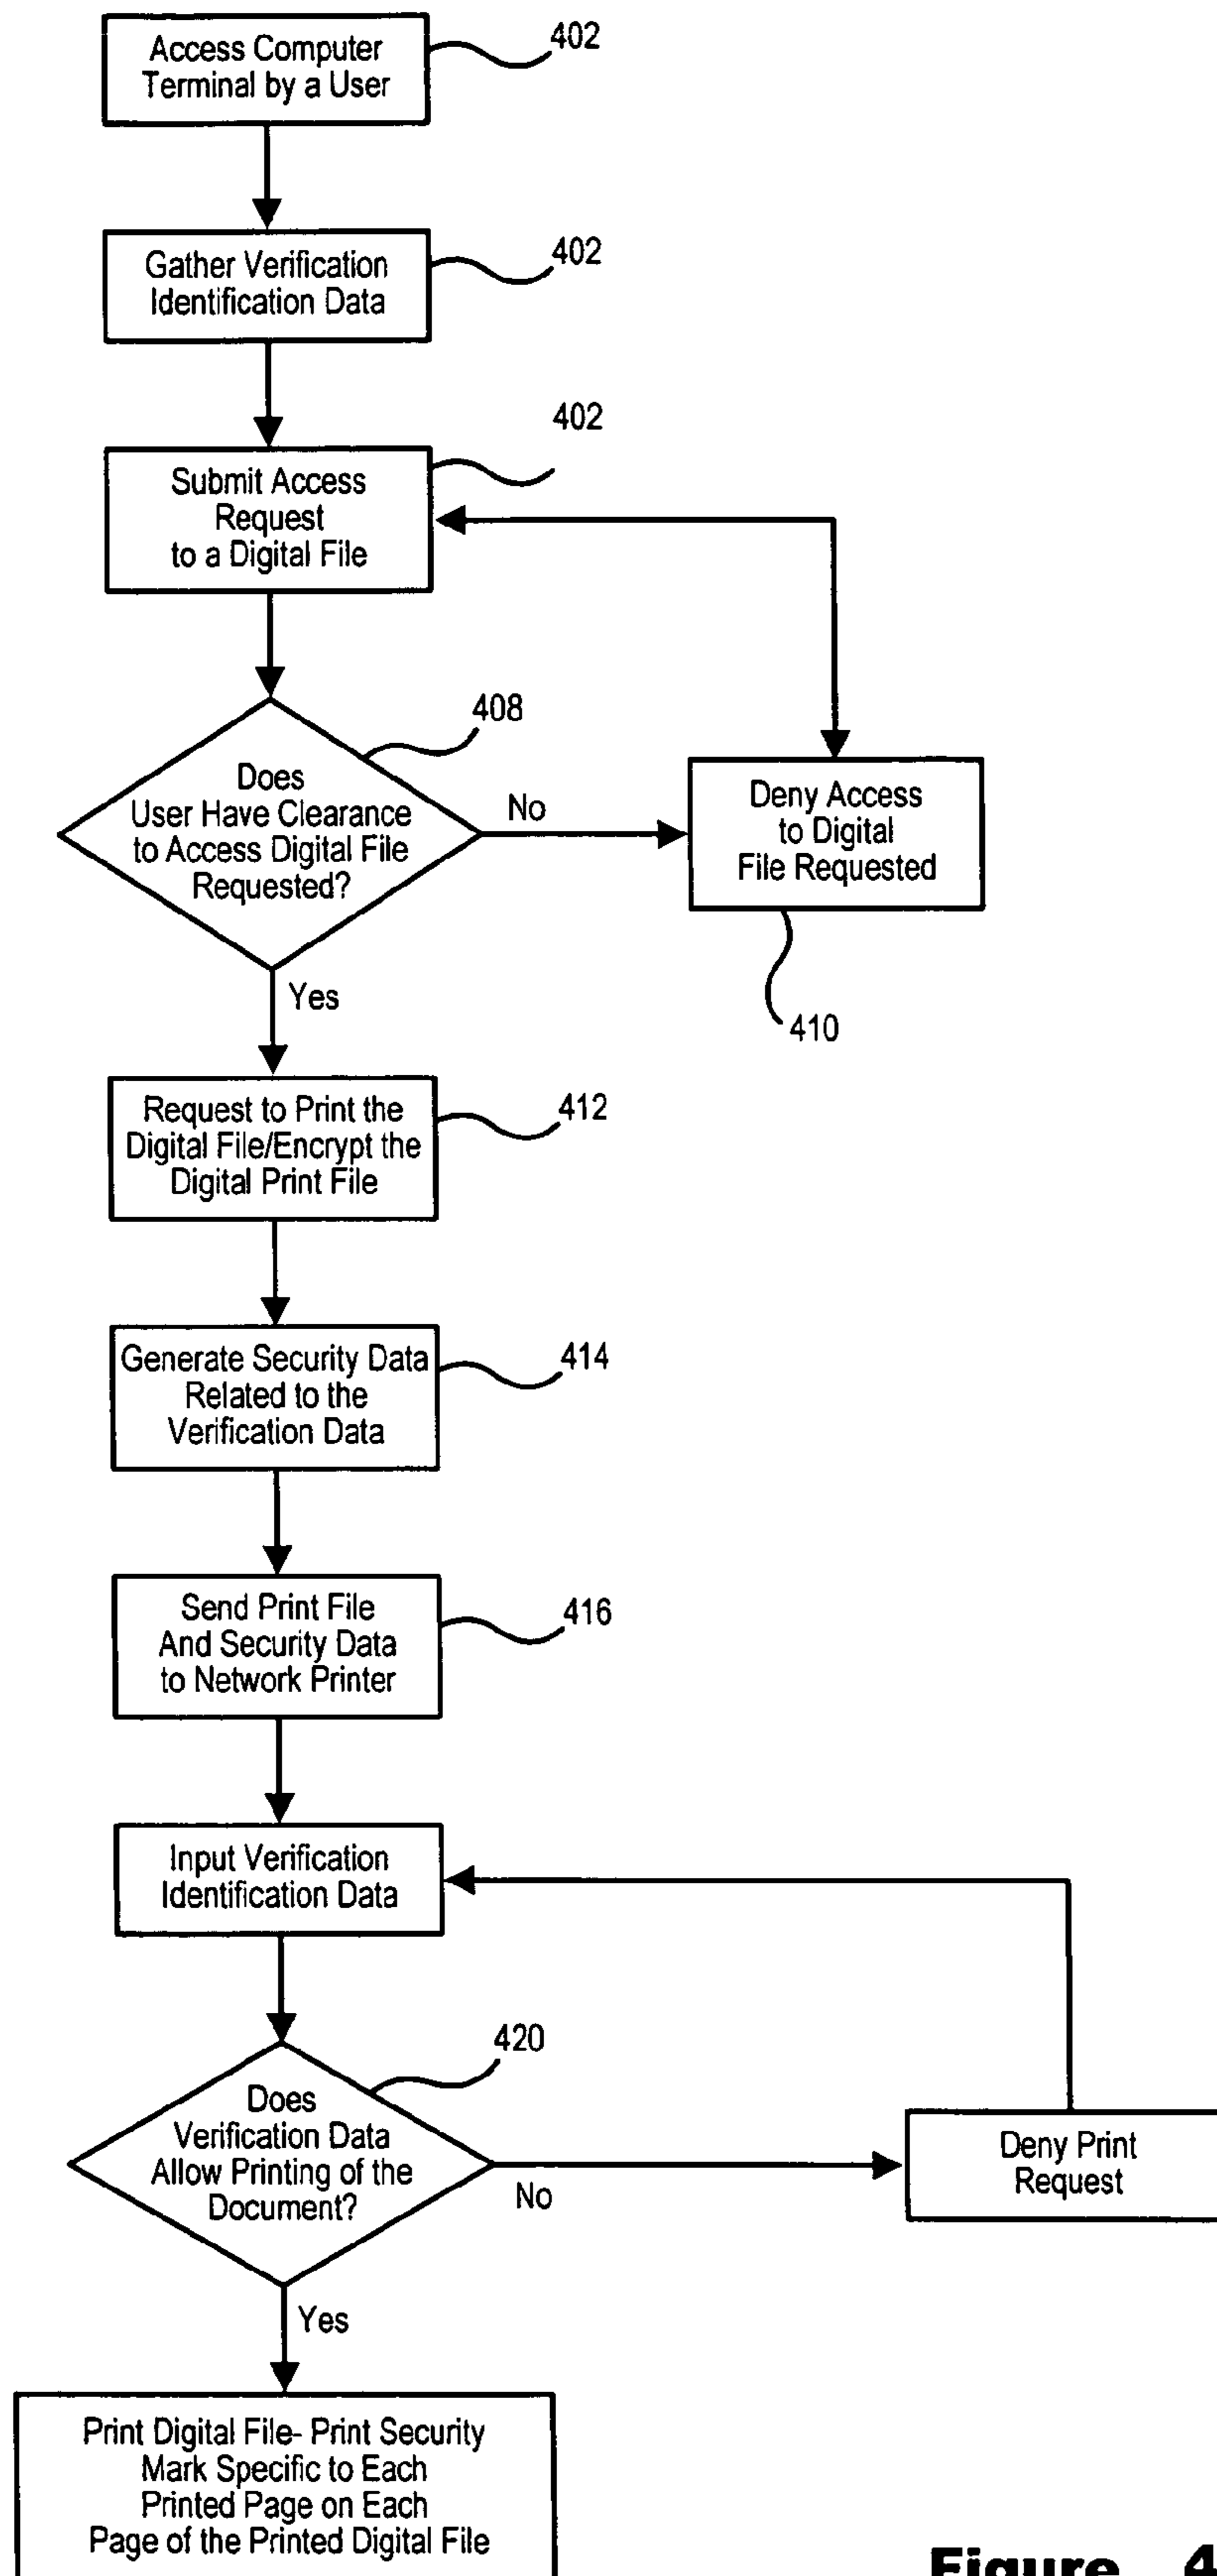 Access Computer
Terminal by a User
402
Gather Verification
Identification Data
402
Submit Access
Request
to a Digital File
402
Does
User Have Clearance
to Access Digital File
Requested?
408
No
Deny Access
to Digital
File Requested
410
Yes
Request to Print the
Digital File/Encrypt the
Digital Print File
412
Generate Security Data
Related to the
Verification Data
414
Send Print File
And Security Data
to Network Printer
416
Input Verification
Identification Data
Does
Verification Data
Allow Printing of the
Document?
420
No
Deny Print
Request
Yes
Print Digital File- Print Security
Mark Specific to Each
Printed Page on Each
Page of the Printed Digital File
Figure 4